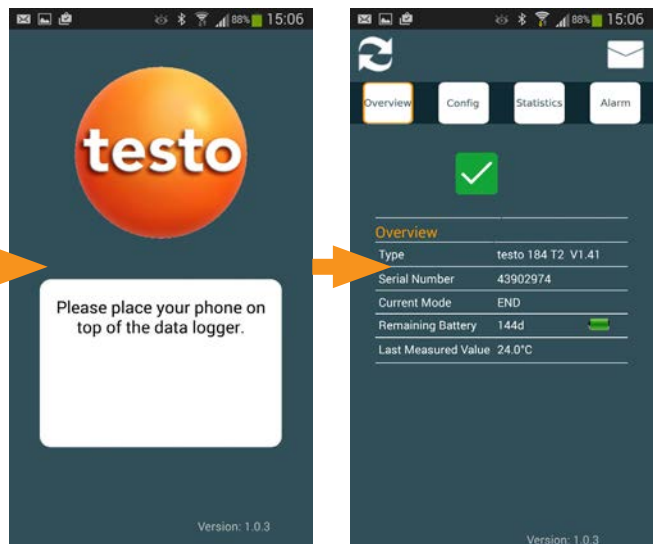 88% 15:06
testo
Please place your phone on
top of the data logger.
Version: 1.0.3
88% 15:06
Overview Config Statistics Alarm
Overview
Type testo 184 T2 V1.41
Serial Number 43902974
Current Mode END
Remaining Battery 144d
Last Measured Value 24.0°C
Version: 1.0.3